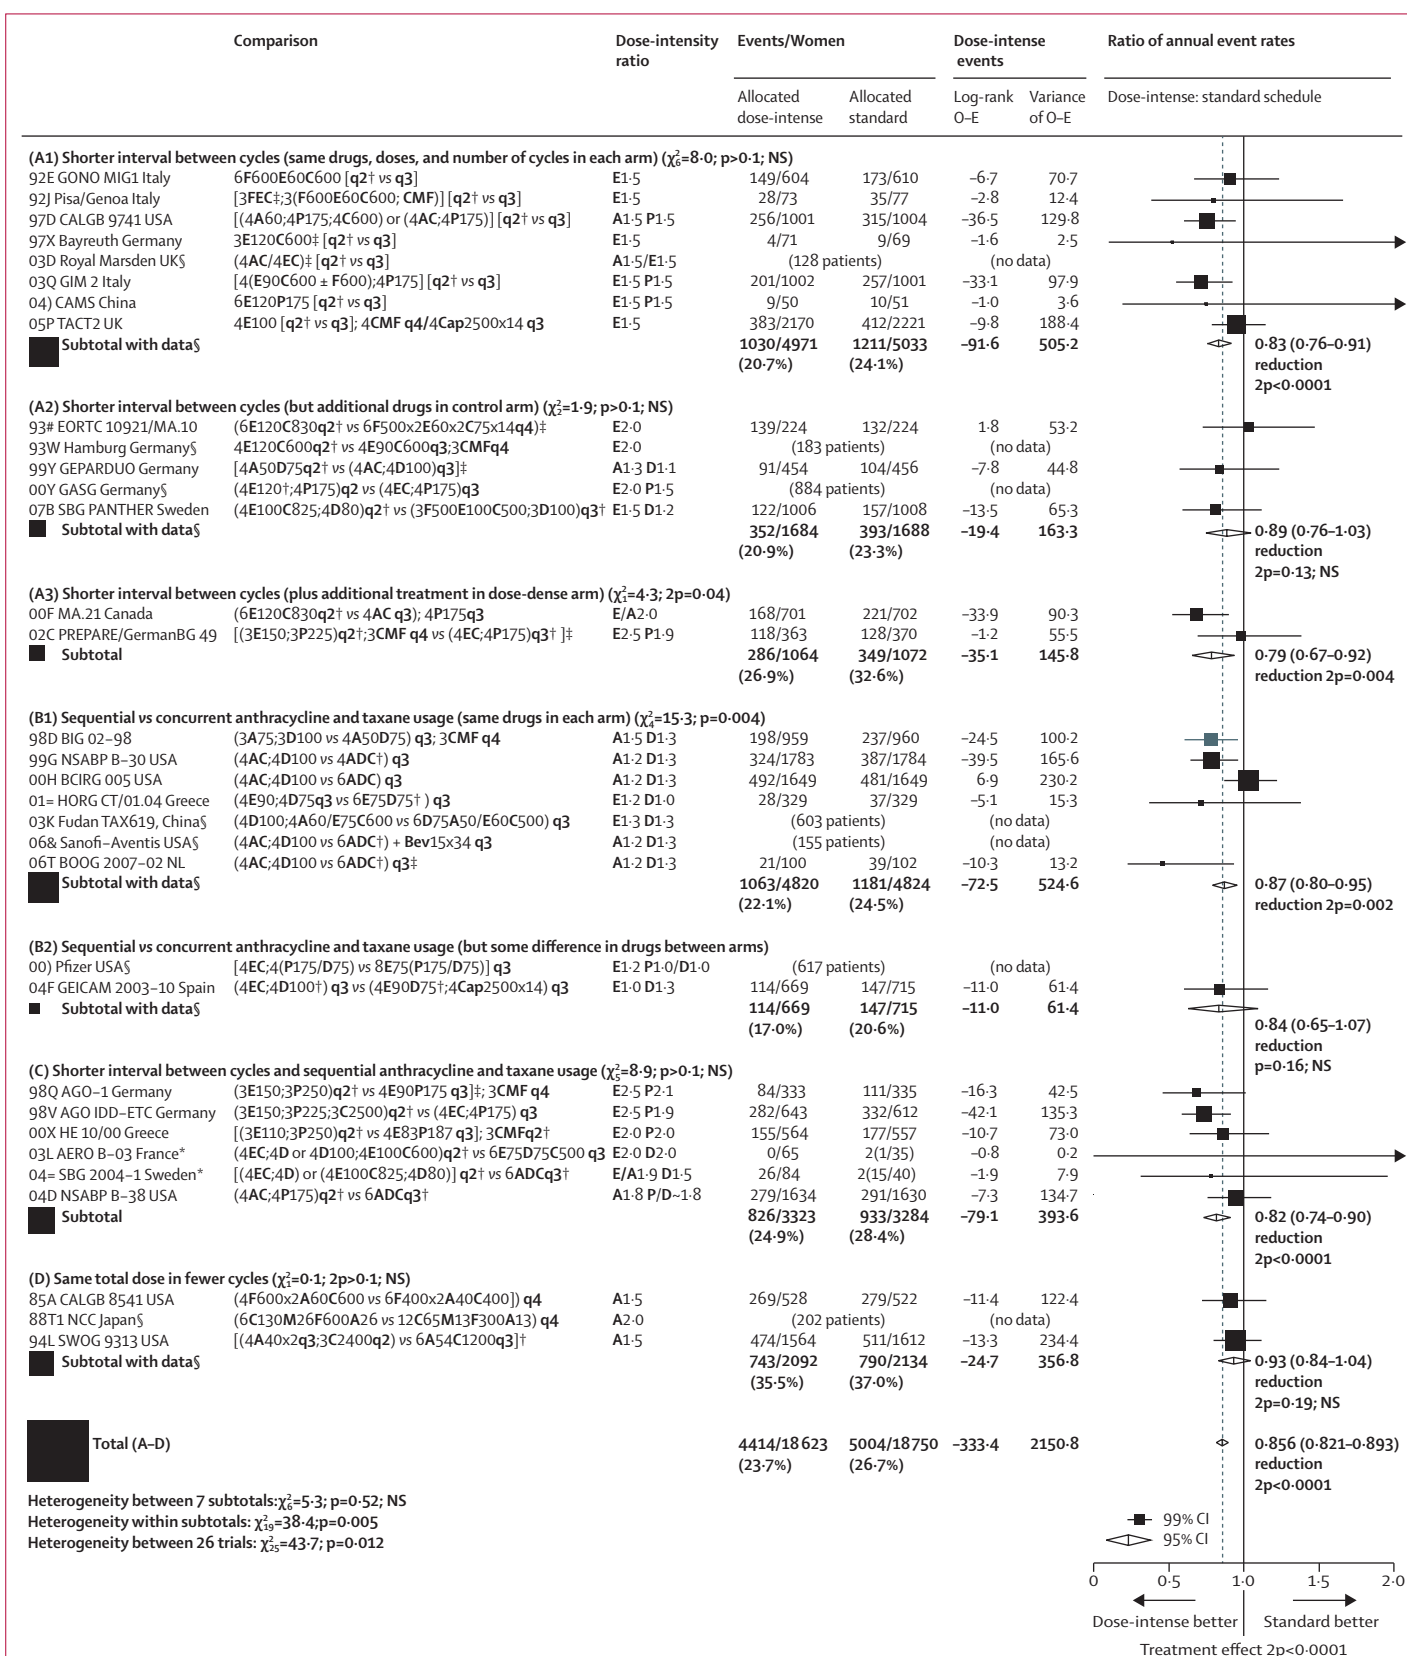 Comparison Dose-intensity Events/Women Dose-intense Ratio of annual event rates
ratio events
Allocated Allocated Log-rank Variance Dose-intense: standard schedule
dose-intense standard O–E of O–E
(A1) Shorter interval between cycles (same drugs, doses, and number of cycles in each arm) (χ²₆=8·0; p>0·1; NS)
92E GONO MIG1 Italy 6F600E60C600 [q2† vs q3] E1·5 149/604 173/610 –6·7 70·7
92J Pisa/Genoa Italy [3FEC‡;3(F600E60C600; CMF)] [q2† vs q3] E1·5 28/73 35/77 –2·8 12·4
97D CALGB 9741 USA [(4A60;4P175;4C600) or (4AC;4P175)] [q2† vs q3] A1·5 P1·5 256/1001 315/1004 –36·5 129·8
97X Bayreuth Germany 3E120C600‡ [q2† vs q3] E1·5 4/71 9/69 –1·6 2·5
03D Royal Marsden UK§ (4AC/4EC)‡ [q2† vs q3] A1·5/E1·5 (128 patients) (no data)
03Q GIM 2 Italy [4(E90C600 ± F600);4P175] [q2† vs q3] E1·5 P1·5 201/1002 257/1001 –33·1 97·9
04) CAMS China 6E120P175 [q2† vs q3] E1·5 P1·5 9/50 10/51 –1·0 3·6
05P TACT2 UK 4E100 [q2† vs q3]; 4CMF q4/4Cap2500x14 q3 E1·5 383/2170 412/2221 –9·8 188·4
Subtotal with data§ 1030/4971 1211/5033 –91·6 505·2 0·83 (0·76–0·91)
(20·7%) (24·1%) reduction
2p<0·0001
(A2) Shorter interval between cycles (but additional drugs in control arm) (χ²₂=1·9; p>0·1; NS)
93# EORTC 10921/MA.10 (6E120C830q2† vs 6F500x2E60x2C75x14q4)‡ E2·0 139/224 132/224 1·8 53·2
93W Hamburg Germany§ 4E120C600q2† vs 4E90C600q3;3CMFq4 E2·0 (183 patients) (no data)
99Y GEPARDUO Germany [4A50D75q2† vs (4AC;4D100)q3]‡ A1·3 D1·1 91/454 104/456 –7·8 44·8
00Y GASG Germany§ (4E120†;4P175)q2 vs (4EC;4P175)q3 E2·0 P1·5 (884 patients) (no data)
07B SBG PANTHER Sweden (4E100C825;4D80)q2† vs (3F500E100C500;3D100)q3† E1·5 D1·2 122/1006 157/1008 –13·5 65·3
Subtotal with data§ 352/1684 393/1688 –19·4 163·3 0·89 (0·76–1·03)
(20·9%) (23·3%) reduction
2p=0·13; NS
(A3) Shorter interval between cycles (plus additional treatment in dose-dense arm) (χ²₁=4·3; 2p=0·04)
00F MA.21 Canada (6E120C830q2† vs 4AC q3); 4P175q3 E/A2·0 168/701 221/702 –33·9 90·3
02C PREPARE/GermanBG 49 [(3E150;3P225)q2†;3CMF q4 vs (4EC;4P175)q3† ]‡ E2·5 P1·9 118/363 128/370 –1·2 55·5
Subtotal 286/1064 349/1072 –35·1 145·8 0·79 (0·67–0·92)
(26·9%) (32·6%) reduction 2p=0·004
(B1) Sequential vs concurrent anthracycline and taxane usage (same drugs in each arm) (χ²₄=15·3; p=0·004)
98D BIG 02–98 (3A75;3D100 vs 4A50D75) q3; 3CMF q4 A1·5 D1·3 198/959 237/960 –24·5 100·2
99G NSABP B–30 USA (4AC;4D100 vs 4ADC†) q3 A1·2 D1·3 324/1783 387/1784 –39·5 165·6
00H BCIRG 005 USA (4AC;4D100 vs 6ADC) q3 A1·2 D1·3 492/1649 481/1649 6·9 230·2
01= HORG CT/01.04 Greece (4E90;4D75q3 vs 6E75D75† ) q3 E1·2 D1·0 28/329 37/329 –5·1 15·3
03K Fudan TAX619, China§ (4D100;4A60/E75C600 vs 6D75A50/E60C500) q3 E1·3 D1·3 (603 patients) (no data)
06& Sanofi–Aventis USA§ (4AC;4D100 vs 6ADC†) + Bev15x34 q3 A1·2 D1·3 (155 patients) (no data)
06T BOOG 2007–02 NL (4AC;4D100 vs 6ADC†) q3‡ A1·2 D1·3 21/100 39/102 –10·3 13·2
Subtotal with data§ 1063/4820 1181/4824 –72·5 524·6 0·87 (0·80–0·95)
(22·1%) (24·5%) reduction 2p=0·002
(B2) Sequential vs concurrent anthracycline and taxane usage (but some difference in drugs between arms)
00) Pfizer USA§ [4EC;4(P175/D75) vs 8E75(P175/D75)] q3 E1·2 P1·0/D1·0 (617 patients) (no data)
04F GEICAM 2003–10 Spain (4EC;4D100†) q3 vs (4E90D75†;4Cap2500x14) q3 E1·0 D1·3 114/669 147/715 –11·0 61·4
Subtotal with data§ 114/669 147/715 –11·0 61·4
(17·0%) (20·6%) 0·84 (0·65–1·07)
reduction
p=0·16; NS
(C) Shorter interval between cycles and sequential anthracycline and taxane usage (χ²₅=8·9; p>0·1; NS)
98Q AGO–1 Germany (3E150;3P250)q2† vs 4E90P175 q3]‡; 3CMF q4 E2·5 P2·1 84/333 111/335 –16·3 42·5
98V AGO IDD–ETC Germany (3E150;3P225;3C2500)q2† vs (4EC;4P175) q3 E2·5 P1·9 282/643 332/612 –42·1 135·3
00X HE 10/00 Greece [(3E110;3P250)q2† vs 4E83P187 q3]; 3CMFq2† E2·0 P2·0 155/564 177/557 –10·7 73·0
03L AERO B–03 France* (4EC;4D or 4D100;4E100C600)q2† vs 6E75D75C500 q3 E2·0 D2·0 0/65 2(1/35) –0·8 0·2
04= SBG 2004–1 Sweden* [(4EC;4D) or (4E100C825;4D80)] q2† vs 6ADCq3† E/A1·9 D1·5 26/84 2(15/40) –1·9 7·9
04D NSABP B–38 USA (4AC;4P175)q2† vs 6ADCq3† A1·8 P/D~1·8 279/1634 291/1630 –7·3 134·7
Subtotal 826/3323 933/3284 –79·1 393·6 0·82 (0·74–0·90)
(24·9%) (28·4%) reduction
2p<0·0001
(D) Same total dose in fewer cycles (χ²₁=0·1; 2p>0·1; NS)
85A CALGB 8541 USA (4F600x2A60C600 vs 6F400x2A40C400]) q4 A1·5 269/528 279/522 –11·4 122·4
88T1 NCC Japan§ (6C130M26F600A26 vs 12C65M13F300A13) q4 A2·0 (202 patients) (no data)
94L SWOG 9313 USA [(4A40x2q3;3C2400q2) vs 6A54C1200q3]† A1·5 474/1564 511/1612 –13·3 234·4
Subtotal with data§ 743/2092 790/2134 –24·7 356·8 0·93 (0·84–1·04)
(35·5%) (37·0%) reduction
2p=0·19; NS
Total (A–D) 4414/18 623 5004/18 750 –333·4 2150·8 0·856 (0·821–0·893)
(23·7%) (26·7%) reduction
2p<0·0001
Heterogeneity between 7 subtotals:χ²₆=5·3; p=0·52; NS
Heterogeneity within subtotals: χ²₁₉=38·4;p=0·005
Heterogeneity between 26 trials: χ²₂₅=43·7; p=0·012
99% CI
95% CI
0 0·5 1·0 1·5 2·0
Dose-intense better Standard better
Treatment effect 2p<0·0001